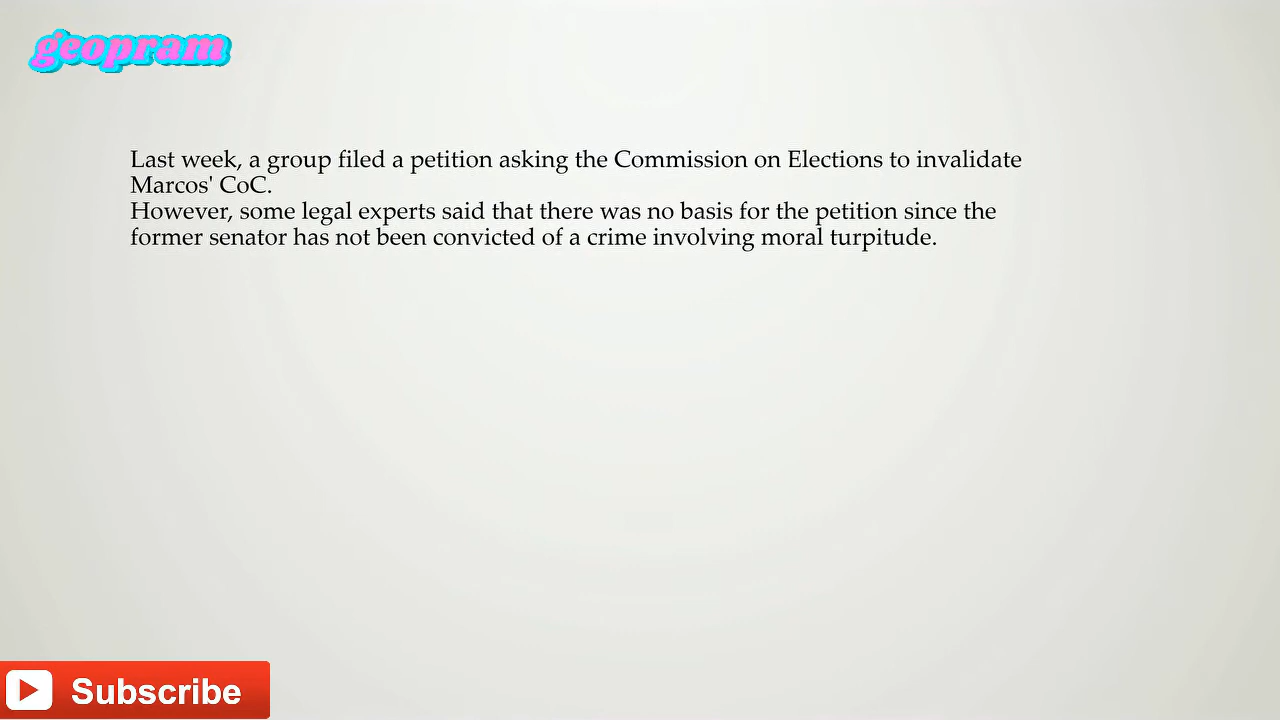 geopram
Last week, a group filed a petition asking the Commission on Elections to invalidate
Marcos' CoC.
However, some legal experts said that there was no basis for the petition since the
former senator has not been convicted of a crime involving moral turpitude.
Subscribe